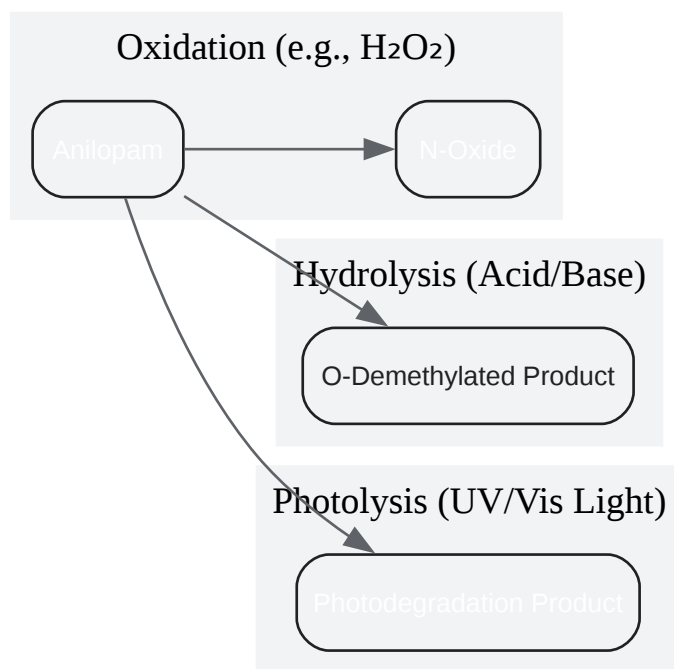 Oxidation (e.g., H₂O₂)
Anilopam
N-Oxide
Hydrolysis (Acid/Base)
O-Demethylated Product
Photolysis (UV/Vis Light)
Photodegradation Product